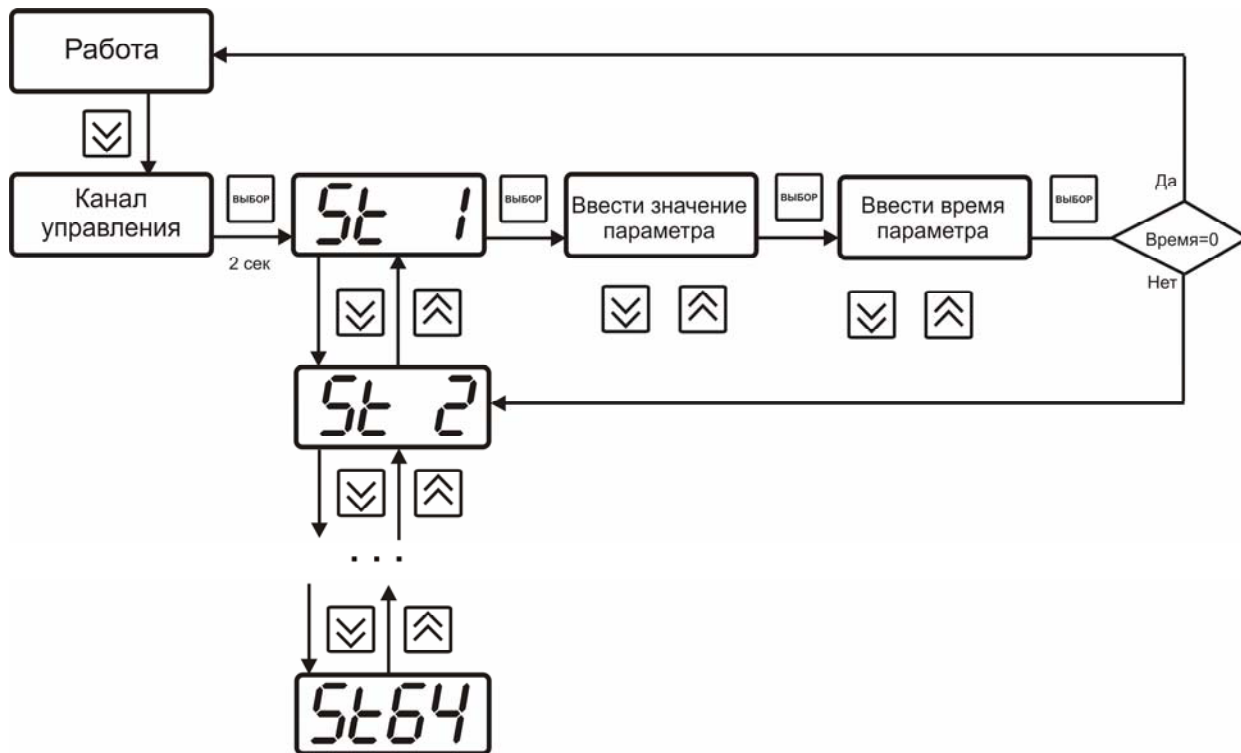 Работа
Канал
управления
ВЫБОР
2 сек
St 1
ВЫБОР
Ввести значение
параметра
ВЫБОР
Ввести время
параметра
ВЫБОР
Да
Время=0
Нет
St 2
...
St64